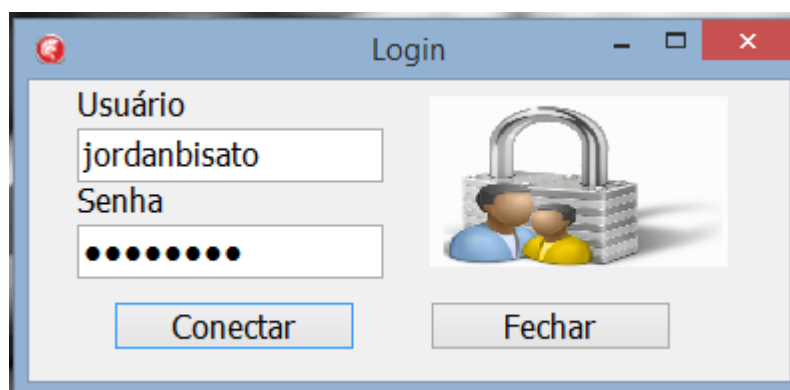 Login
Usuário
jordanbisato
Senha
●●●●●●●●
Conectar
Fechar